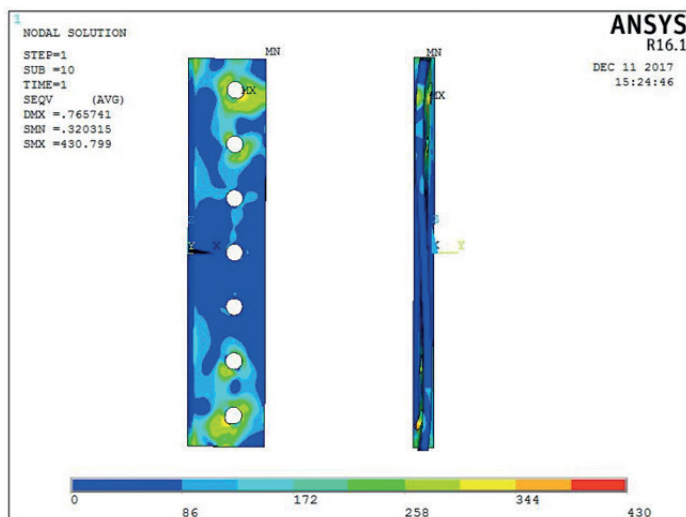 1
NODAL SOLUTION
STEP=1
SUB =10
TIME=1
SEQV (AVG)
DMX =.765741
SMN =.320315
SMX =430.799
ANSYS
R16.1
DEC 11 2017
15:24:46
MN
MX
Z
Y X
MN
MX
Z
X Y
0 86 172 258 344 430